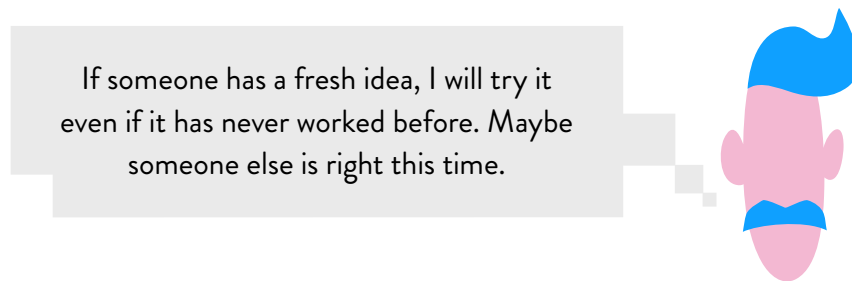 If someone has a fresh idea, I will try it
even if it has never worked before. Maybe
someone else is right this time.